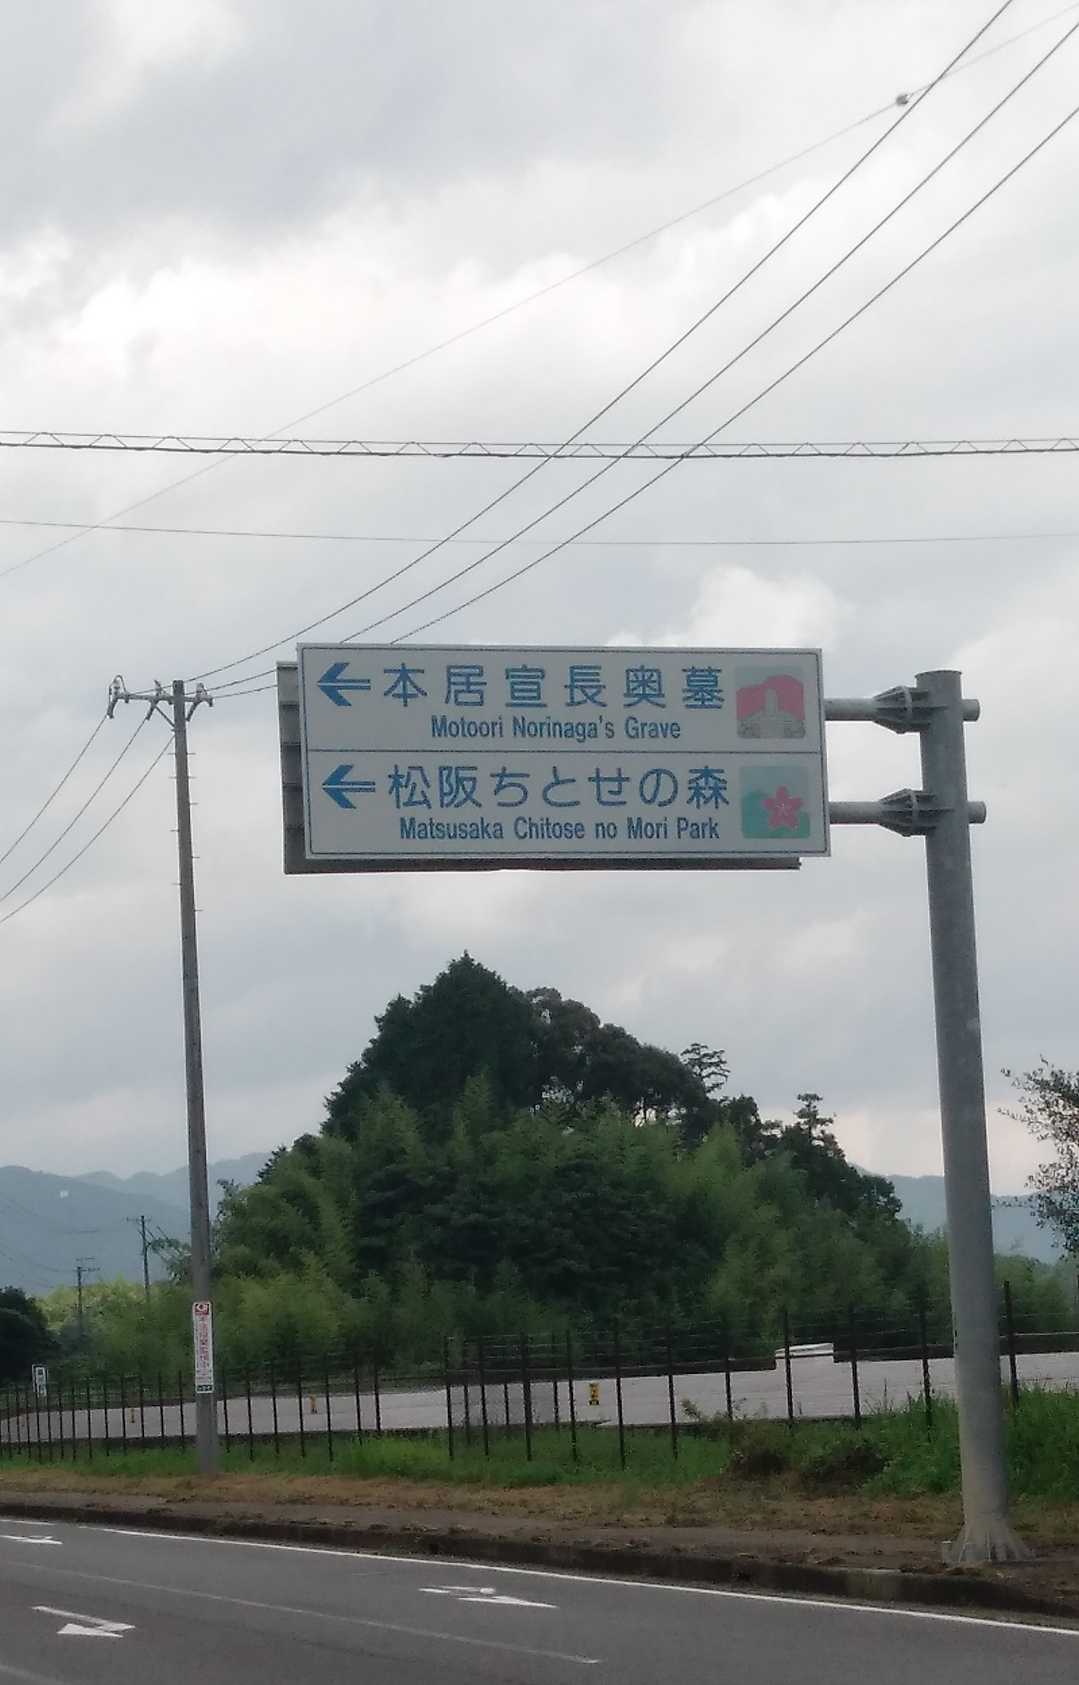 本居宣長奥墓
Motoori Norinaga's Grave
松阪ちとせの森
Matsusaka Chitose no Mori Park